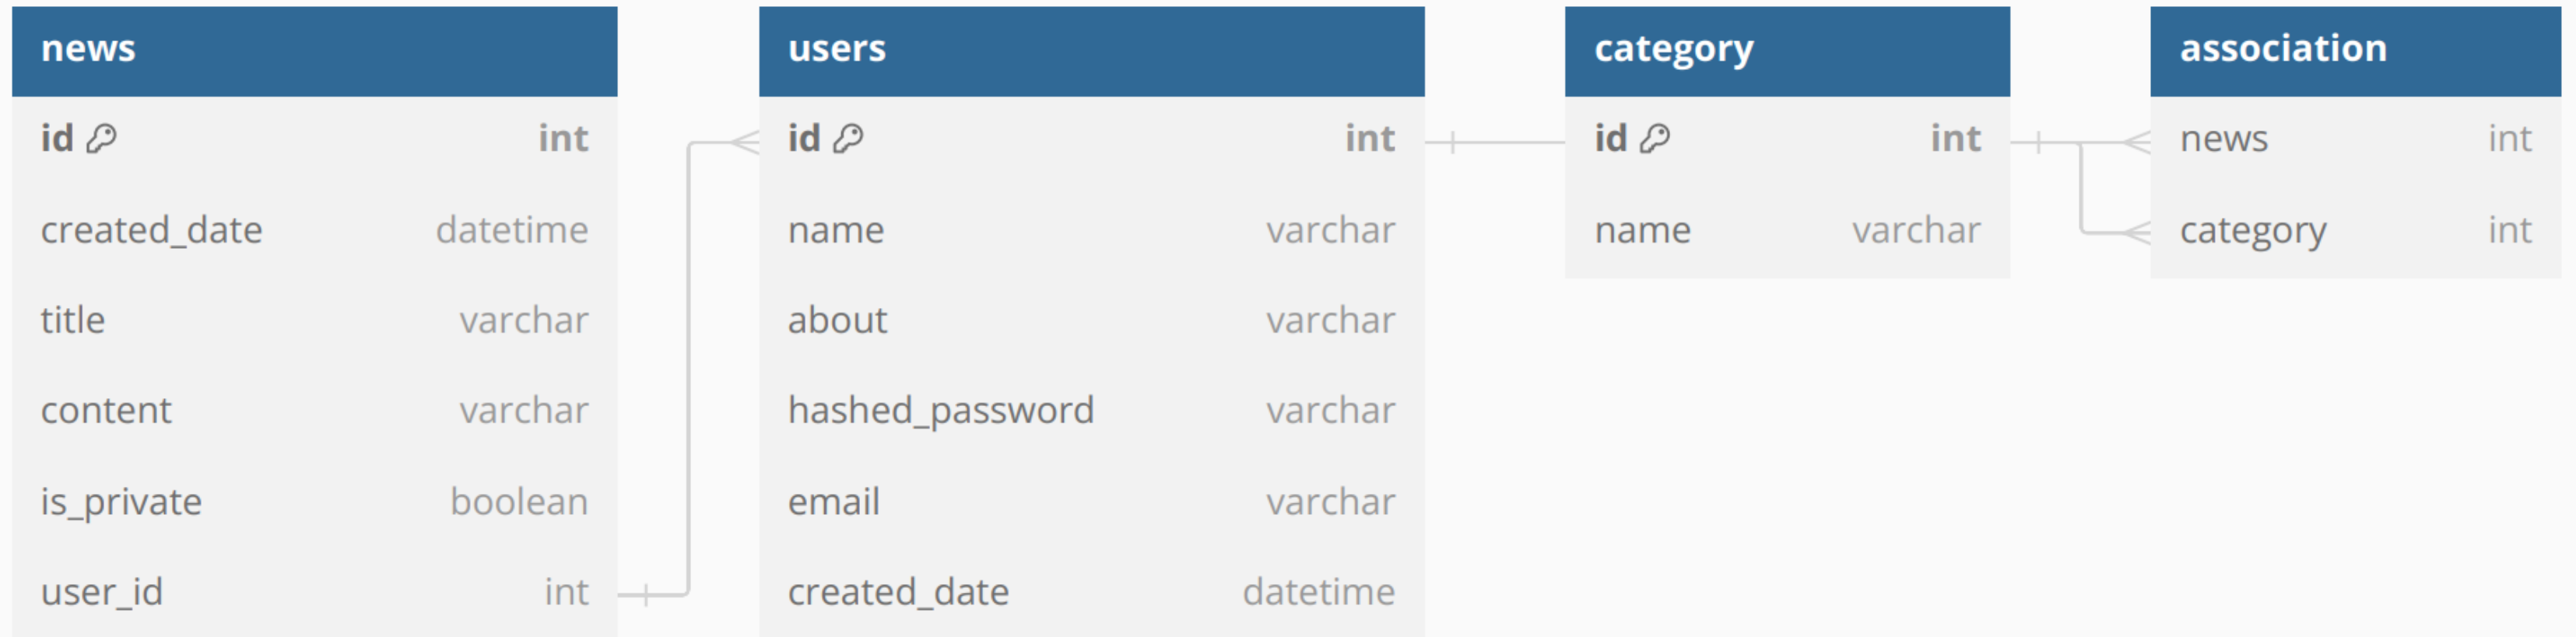 news
id int
created_date datetime
title varchar
content varchar
is_private boolean
user_id int
users
id int
name varchar
about varchar
hashed_password varchar
email varchar
created_date datetime
category
id int
name varchar
association
news int
category int